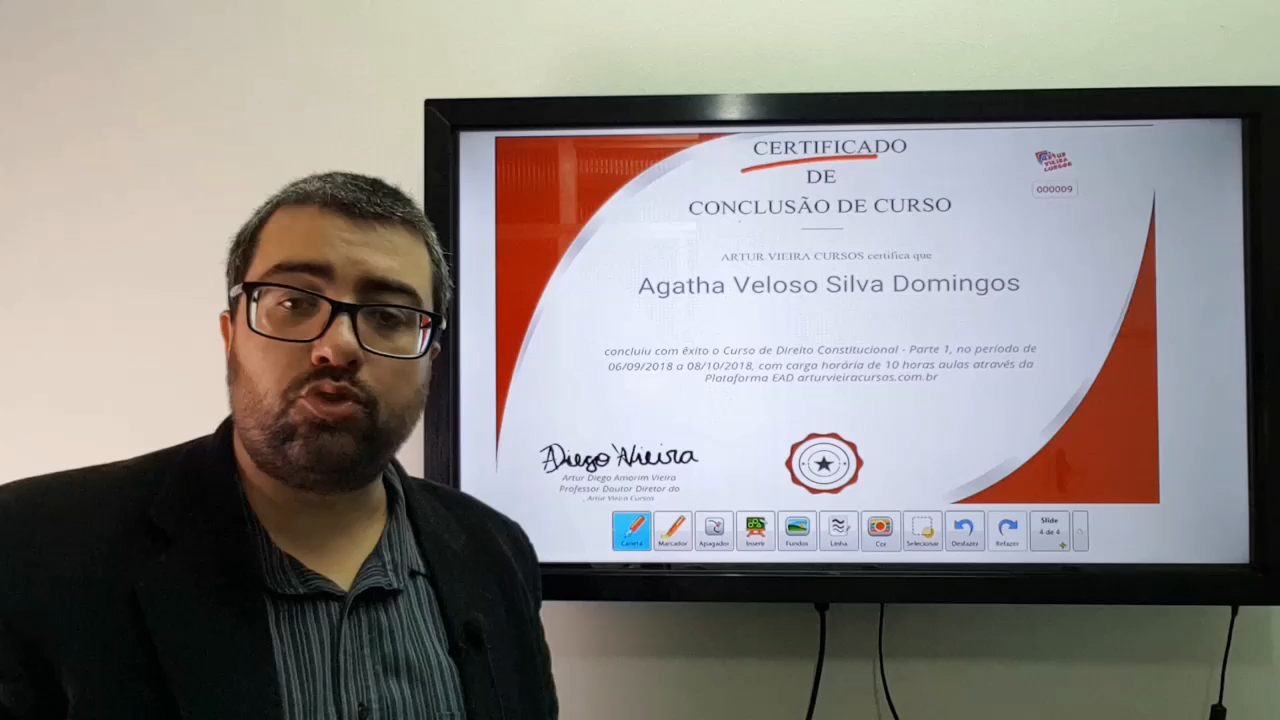 CERTIFICADO
DE
CONCLUSÃO DE CURSO
ARTUR VIEIRA CURSOS
000009
ARTUR VIEIRA CURSOS certifica que
Agatha Veloso Silva Domingos
concluiu com êxito o Curso de Direito Constitucional - Parte 1, no período de
06/09/2018 a 08/10/2018, com carga horária de 10 horas aulas através da
Plataforma EAD arturvieiracursos.com.br
Diego Vieira
Artur Diego Amorim Vieira
Professor Doutor Diretor do
Artur Vieira Cursos
Caneta Marcador Apagador Inserir Fundos Linha Cor Selecionar Desfazer Refazer Slide
4 de 4